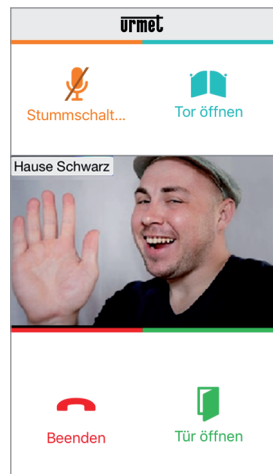 urmet
Stummschalt...
Tor öffnen
Hause Schwarz
Beenden
Tür öffnen